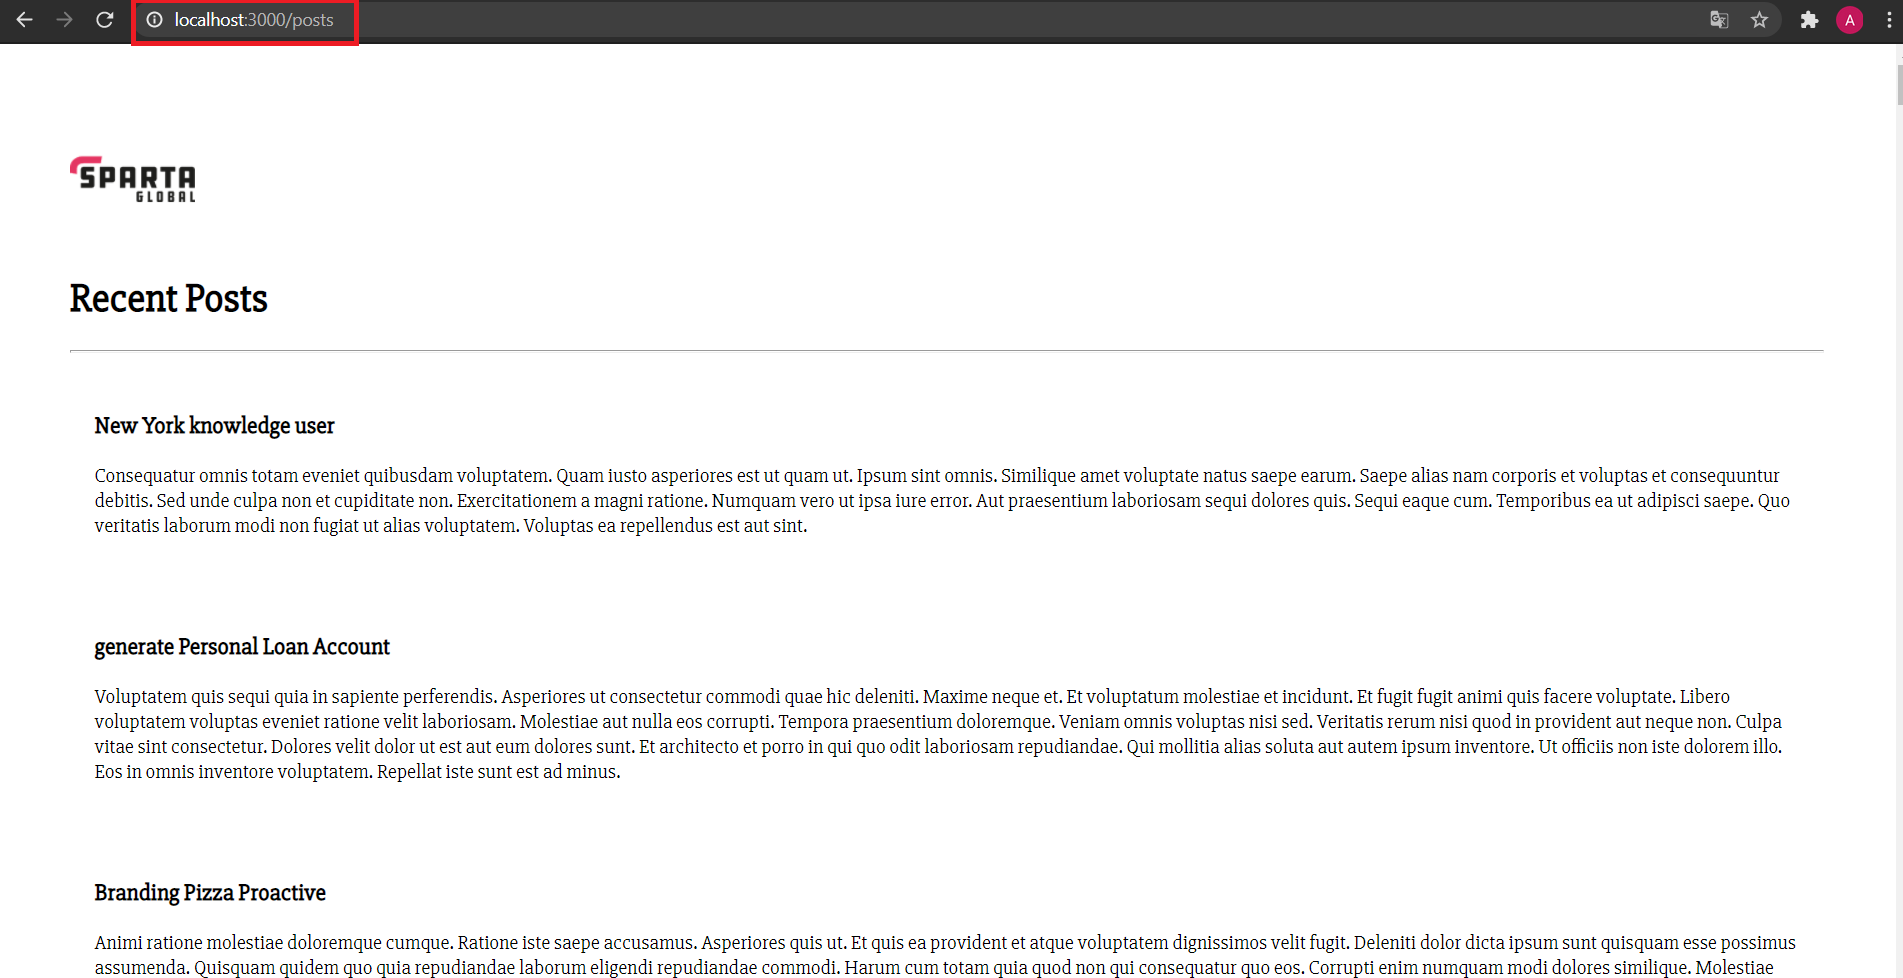 localhost:3000/posts
A
SPARTA
GLOBAL
Recent Posts
New York knowledge user
Consequatur omnis totam eveniet quibusdam voluptatem. Quam iusto asperiores est ut quam ut. Ipsum sint omnis. Similique amet voluptate natus saepe earum. Saepe alias nam corporis et voluptas et consequuntur
debitis. Sed unde culpa non et cupiditate non. Exercitationem a magni ratione. Numquam vero ut ipsa iure error. Aut praesentium laboriosam sequi dolores quis. Sequi eaque cum. Temporibus ea ut adipisci saepe. Quo
veritatis laborum modi non fugiat ut alias voluptatem. Voluptas ea repellendus est aut sint.
generate Personal Loan Account
Voluptatem quis sequi quia in sapiente perferendis. Asperiores ut consectetur commodi quae hic deleniti. Maxime neque et. Et voluptatum molestiae et incidunt. Et fugit fugit animi quis facere voluptate. Libero
voluptatem voluptas eveniet ratione velit laboriosam. Molestiae aut nulla eos corrupti. Tempora praesentium doloremque. Veniam omnis voluptas nisi sed. Veritatis rerum nisi quod in provident aut neque non. Culpa
vitae sint consectetur. Dolores velit dolor ut est aut eum dolores sunt. Et architecto et porro in qui quo odit laboriosam repudiandae. Qui mollitia alias soluta aut autem ipsum inventore. Ut officiis non iste dolorem illo.
Eos in omnis inventore voluptatem. Repellat iste sunt est ad minus.
Branding Pizza Proactive
Animi ratione molestiae doloremque cumque. Ratione iste saepe accusamus. Asperiores quis ut. Et quis ea provident et atque voluptatem dignissimos velit fugit. Deleniti dolor dicta ipsum sunt quisquam esse possimus
assumenda. Quisquam quidem quo quia repudiandae laborum eligendi repudiandae commodi. Harum cum totam quia quod non qui consequatur quo eos. Corrupti enim numquam modi dolores similique. Molestiae